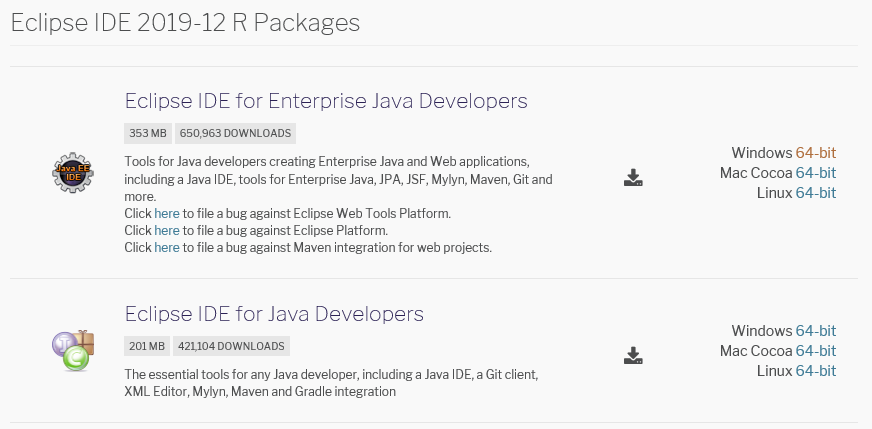 Eclipse IDE 2019-12 R Packages
Eclipse IDE for Enterprise Java Developers
353 MB 650,963 DOWNLOADS
Java EE
IDE
Tools for Java developers creating Enterprise Java and Web applications,
including a Java IDE, tools for Enterprise Java, JPA, JSF, Mylyn, Maven, Git and
more.
Click here to file a bug against Eclipse Web Tools Platform.
Click here to file a bug against Eclipse Platform.
Click here to file a bug against Maven integration for web projects.
Windows 64-bit
Mac Cocoa 64-bit
Linux 64-bit
Eclipse IDE for Java Developers
201 MB 421,104 DOWNLOADS
J
C
The essential tools for any Java developer, including a Java IDE, a Git client,
XML Editor, Mylyn, Maven and Gradle integration
Windows 64-bit
Mac Cocoa 64-bit
Linux 64-bit